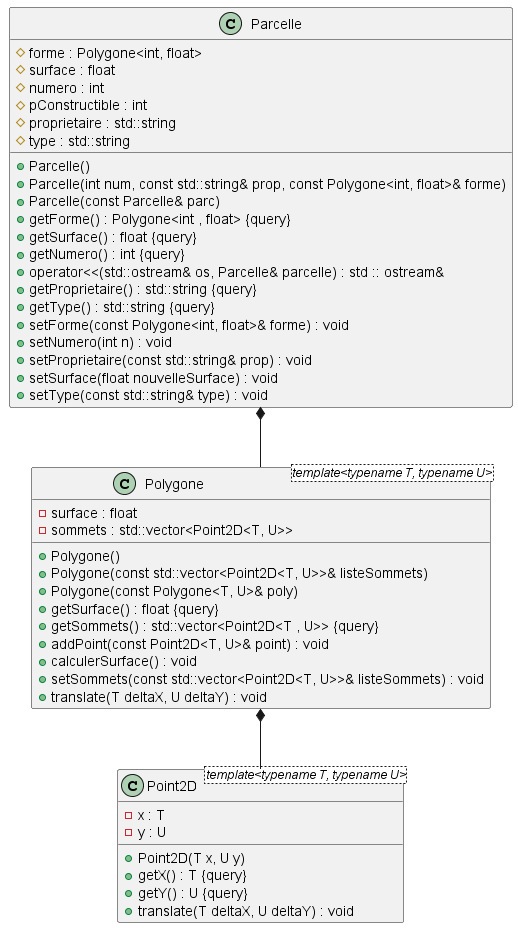 C Parcelle
forme : Polygone<int, float>
surface : float
numero : int
pConstructible : int
proprietaire : std::string
type : std::string
Parcelle()
Parcelle(int num, const std::string& prop, const Polygone<int, float>& forme)
Parcelle(const Parcelle& parc)
getForme() : Polygone<int , float> {query}
getSurface() : float {query}
getNumero() : int {query}
operator<<(std::ostream& os, Parcelle& parcelle) : std :: ostream&
getProprietaire() : std::string {query}
getType() : std::string {query}
setForme(const Polygone<int, float>& forme) : void
setNumero(int n) : void
setProprietaire(const std::string& prop) : void
setSurface(float nouvelleSurface) : void
setType(const std::string& type) : void
template<typename T, typename U>
C Polygone
surface : float
sommets : std::vector<Point2D<T, U>>
Polygone()
Polygone(const std::vector<Point2D<T, U>>& listeSommets)
Polygone(const Polygone<T, U>& poly)
getSurface() : float {query}
getSommets() : std::vector<Point2D<T , U>> {query}
addPoint(const Point2D<T, U>& point) : void
calculerSurface() : void
setSommets(const std::vector<Point2D<T, U>>& listeSommets) : void
translate(T deltaX, U deltaY) : void
template<typename T, typename U>
C Point2D
x : T
y : U
Point2D(T x, U y)
getX() : T {query}
getY() : U {query}
translate(T deltaX, U deltaY) : void